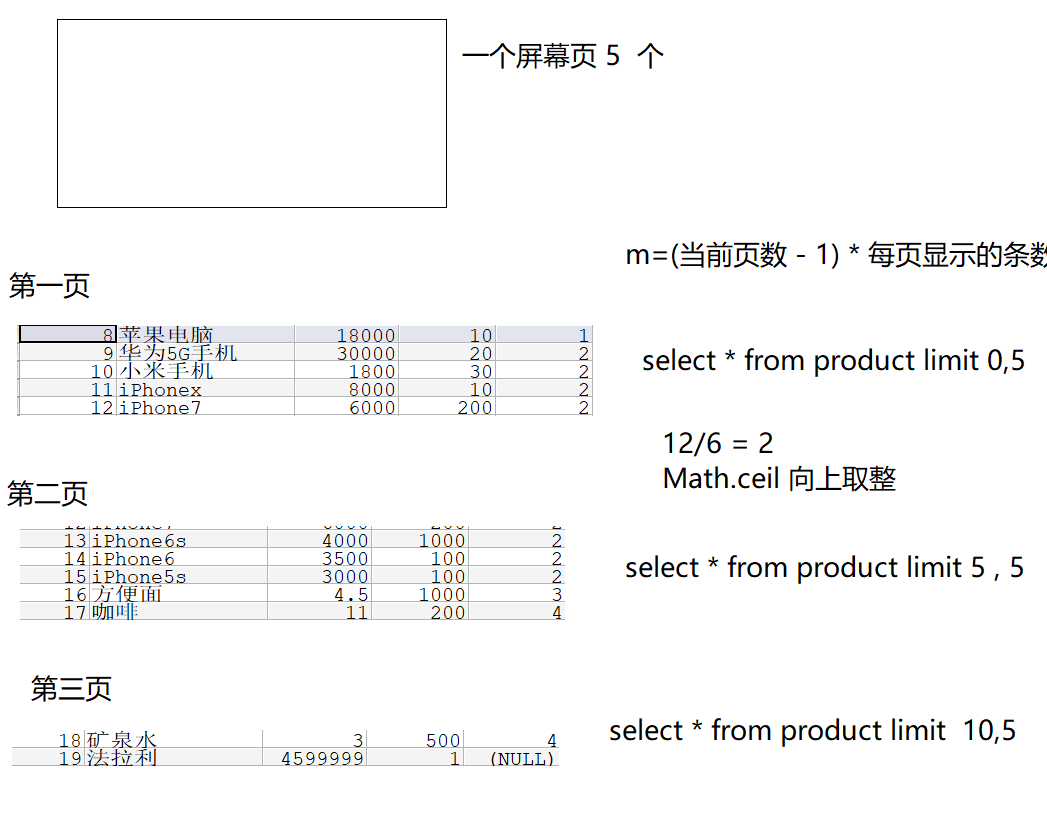 一个屏幕页 5 个
m=(当前页数 - 1) * 每页显示的条数
第一页
8 苹果电脑 18000 10 1
9 华为5G手机 30000 20 2
10 小米手机 1800 30 2
11 iPhonex 8000 10 2
12 iPhone7 6000 200 2
select * from product limit 0,5
12/6 = 2
Math.ceil 向上取整
第二页
13 iPhone6s 4000 1000 2
14 iPhone6 3500 100 2
15 iPhone5s 3000 100 2
16 方便面 4.5 1000 3
17 咖啡 11 200 4
select * from product limit 5 , 5
第三页
18 矿泉水 3 500 4
19 法拉利 4599999 1 (NULL)
select * from product limit 10,5